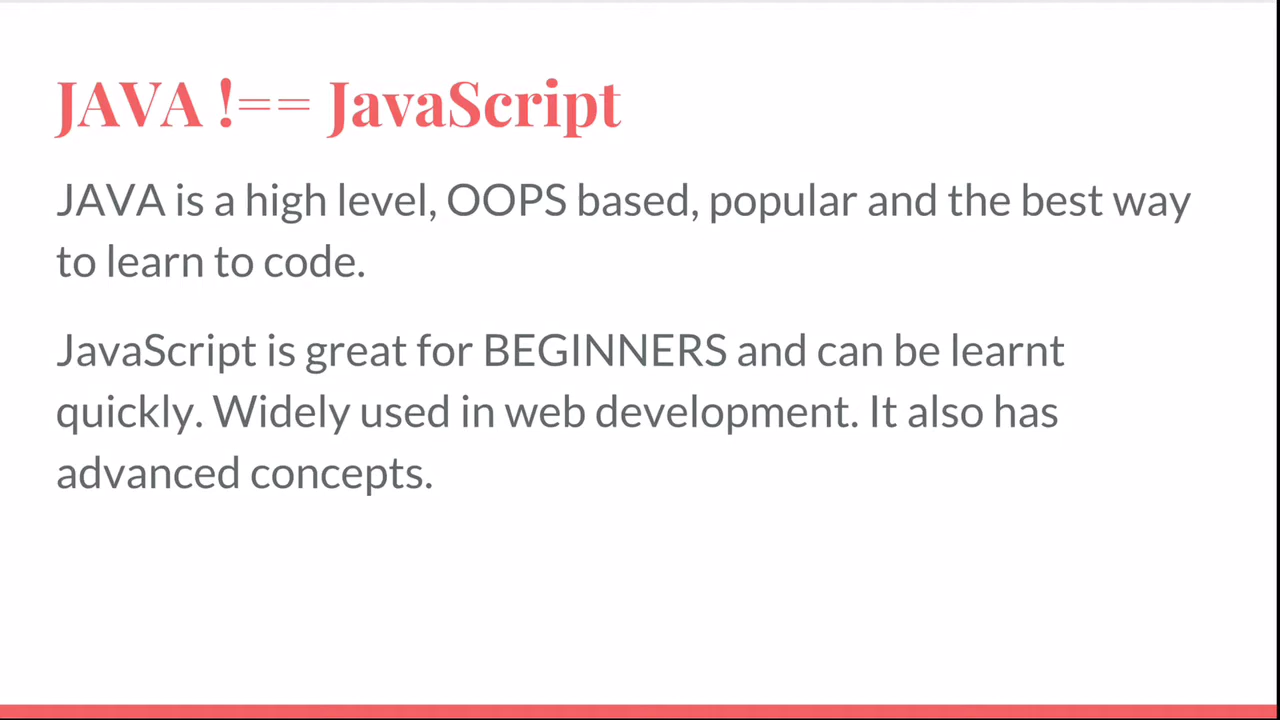 JAVA !== JavaScript
JAVA is a high level, OOPS based, popular and the best way
to learn to code.
JavaScript is great for BEGINNERS and can be learnt
quickly. Widely used in web development. It also has
advanced concepts.